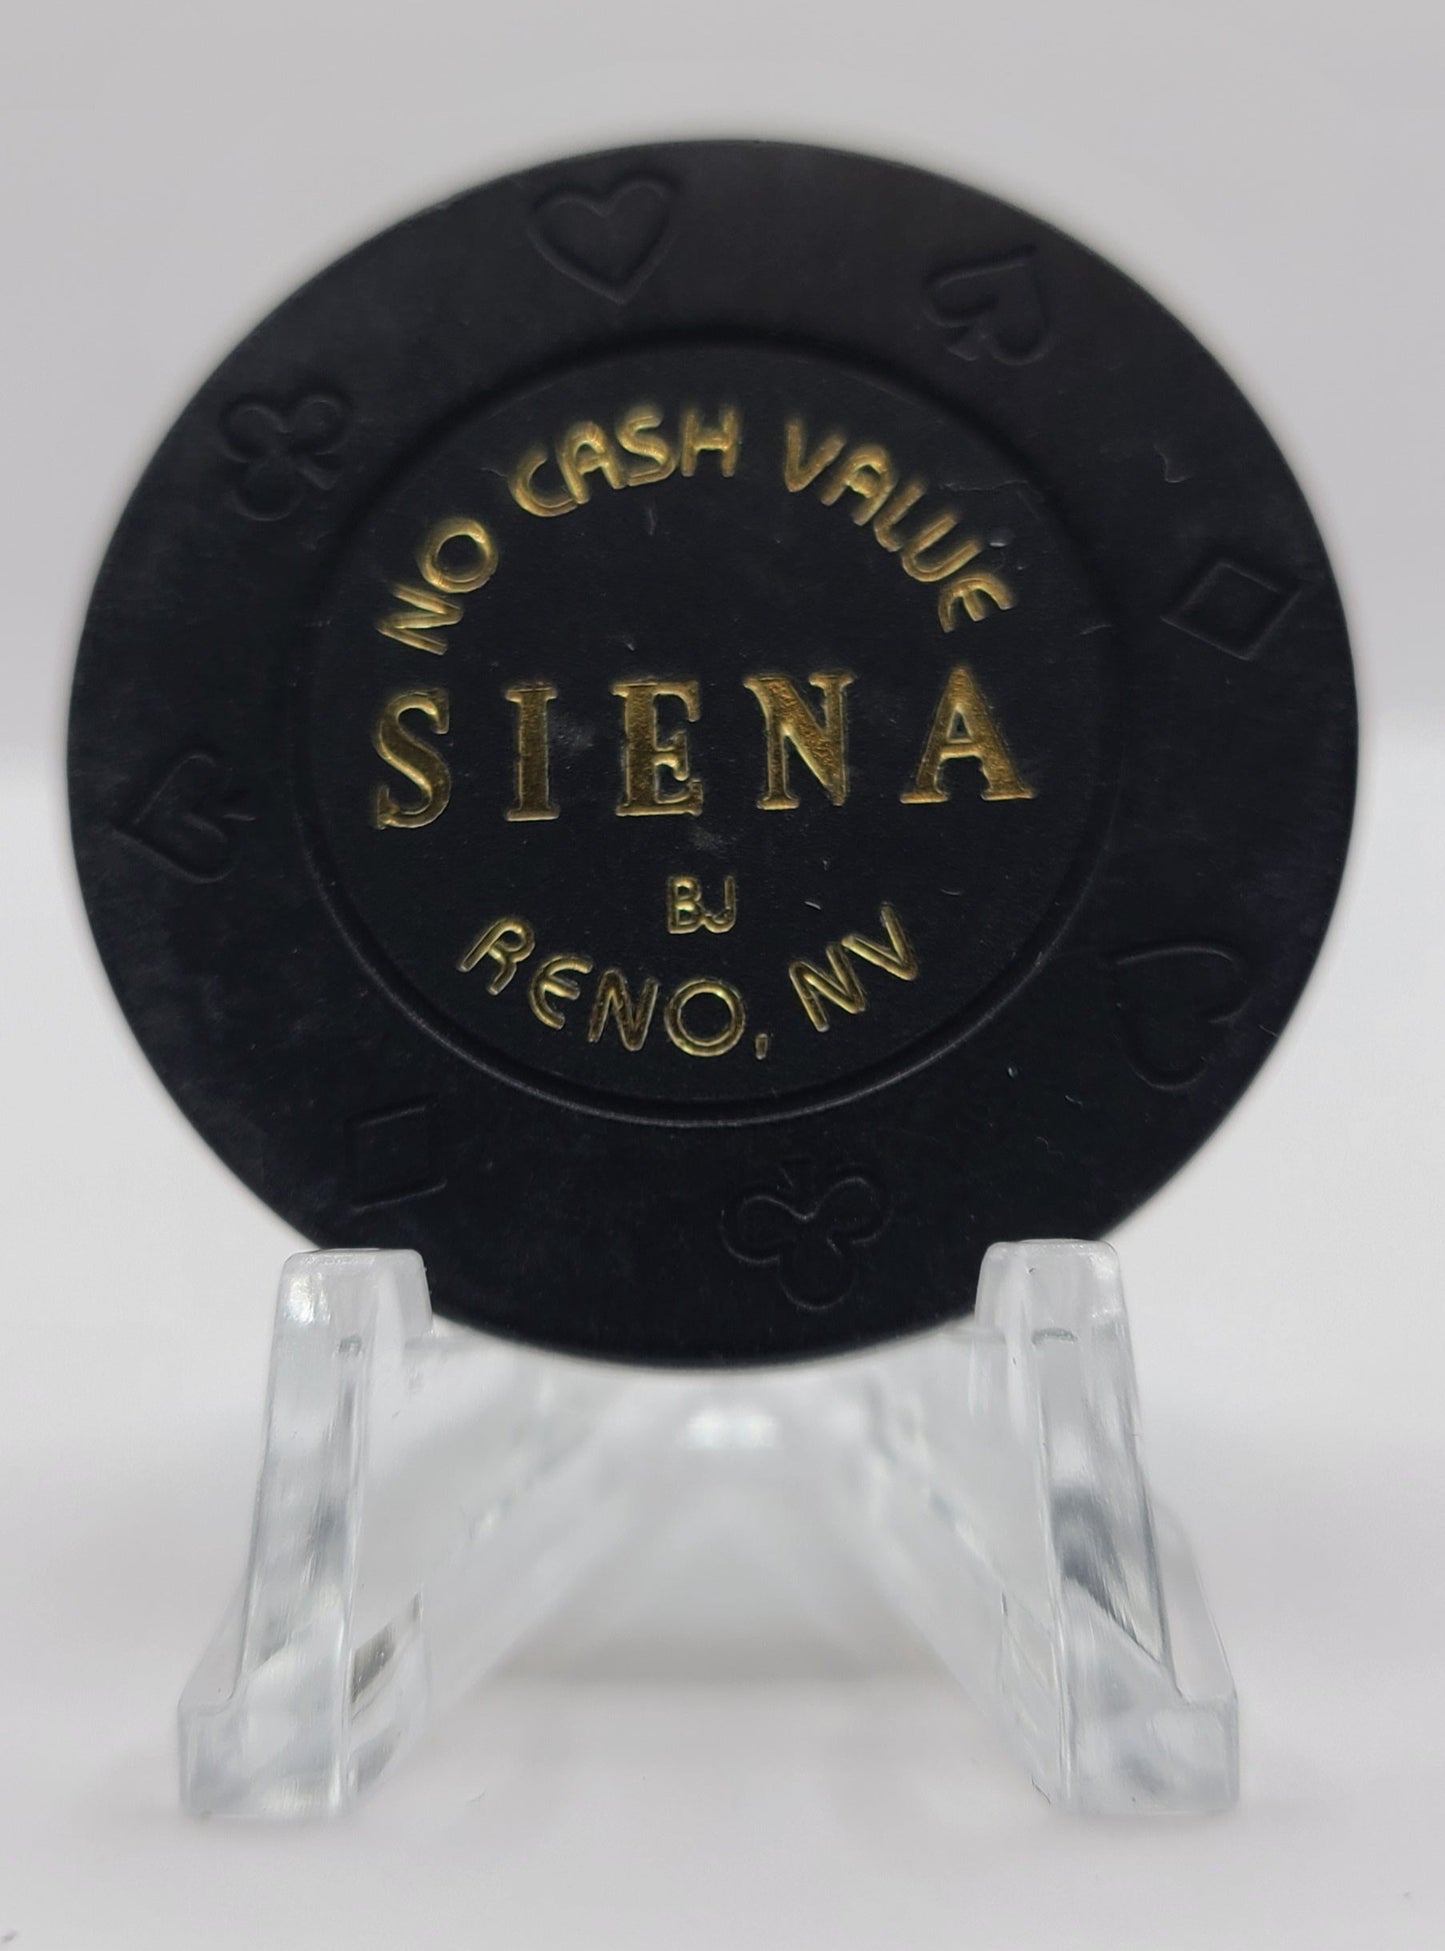 NO CASH VALUE
SIENA
BJ
RENO, NV